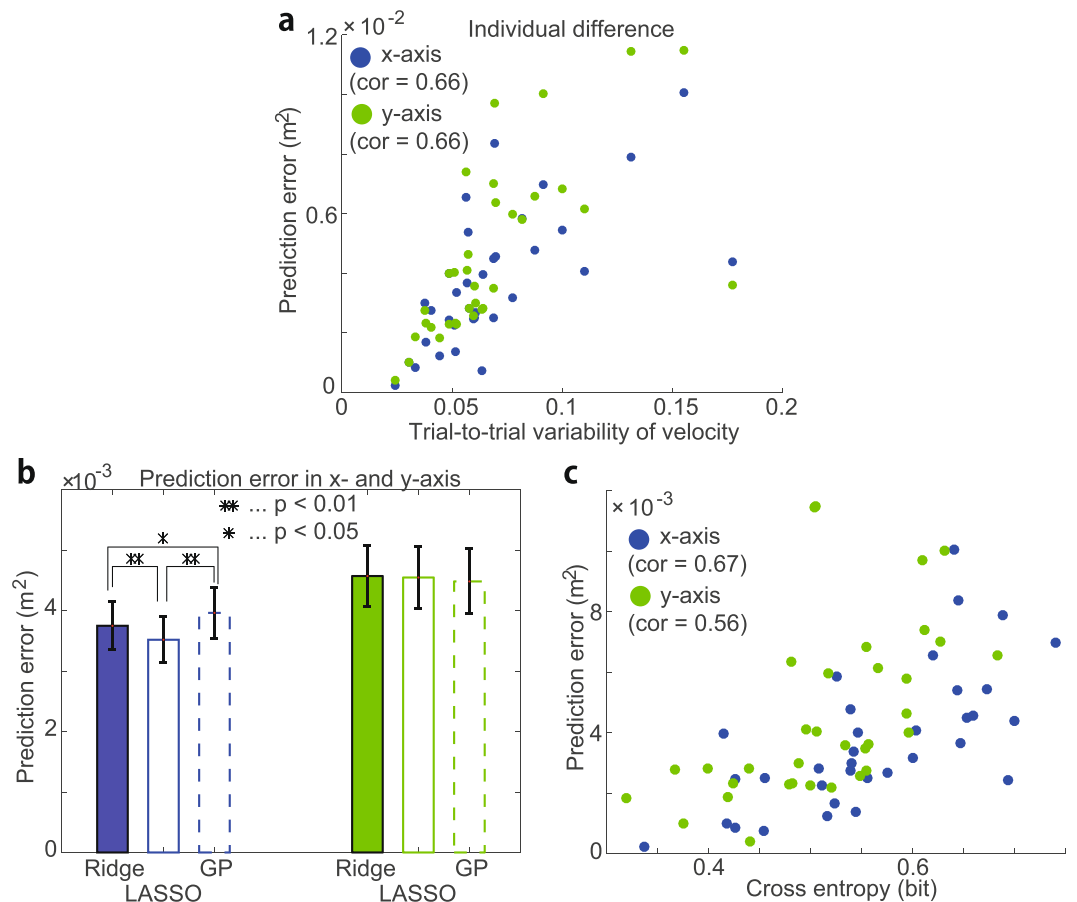 a
× 10⁻²
Individual difference
1.2
x-axis
(cor = 0.66)
y-axis
(cor = 0.66)
Prediction error (m²)
0.6
0
0 0.05 0.1 0.15 0.2
Trial-to-trial variability of velocity
b
×10⁻³
Prediction error in x- and y-axis
** ... p < 0.01
* ... p < 0.05
*
** **
Prediction error (m²)
4
2
0
Ridge GP Ridge GP
LASSO LASSO
c
× 10⁻³
x-axis
(cor = 0.67)
y-axis
(cor = 0.56)
Prediction error (m²)
8
4
0
0.4 0.6
Cross entropy (bit)